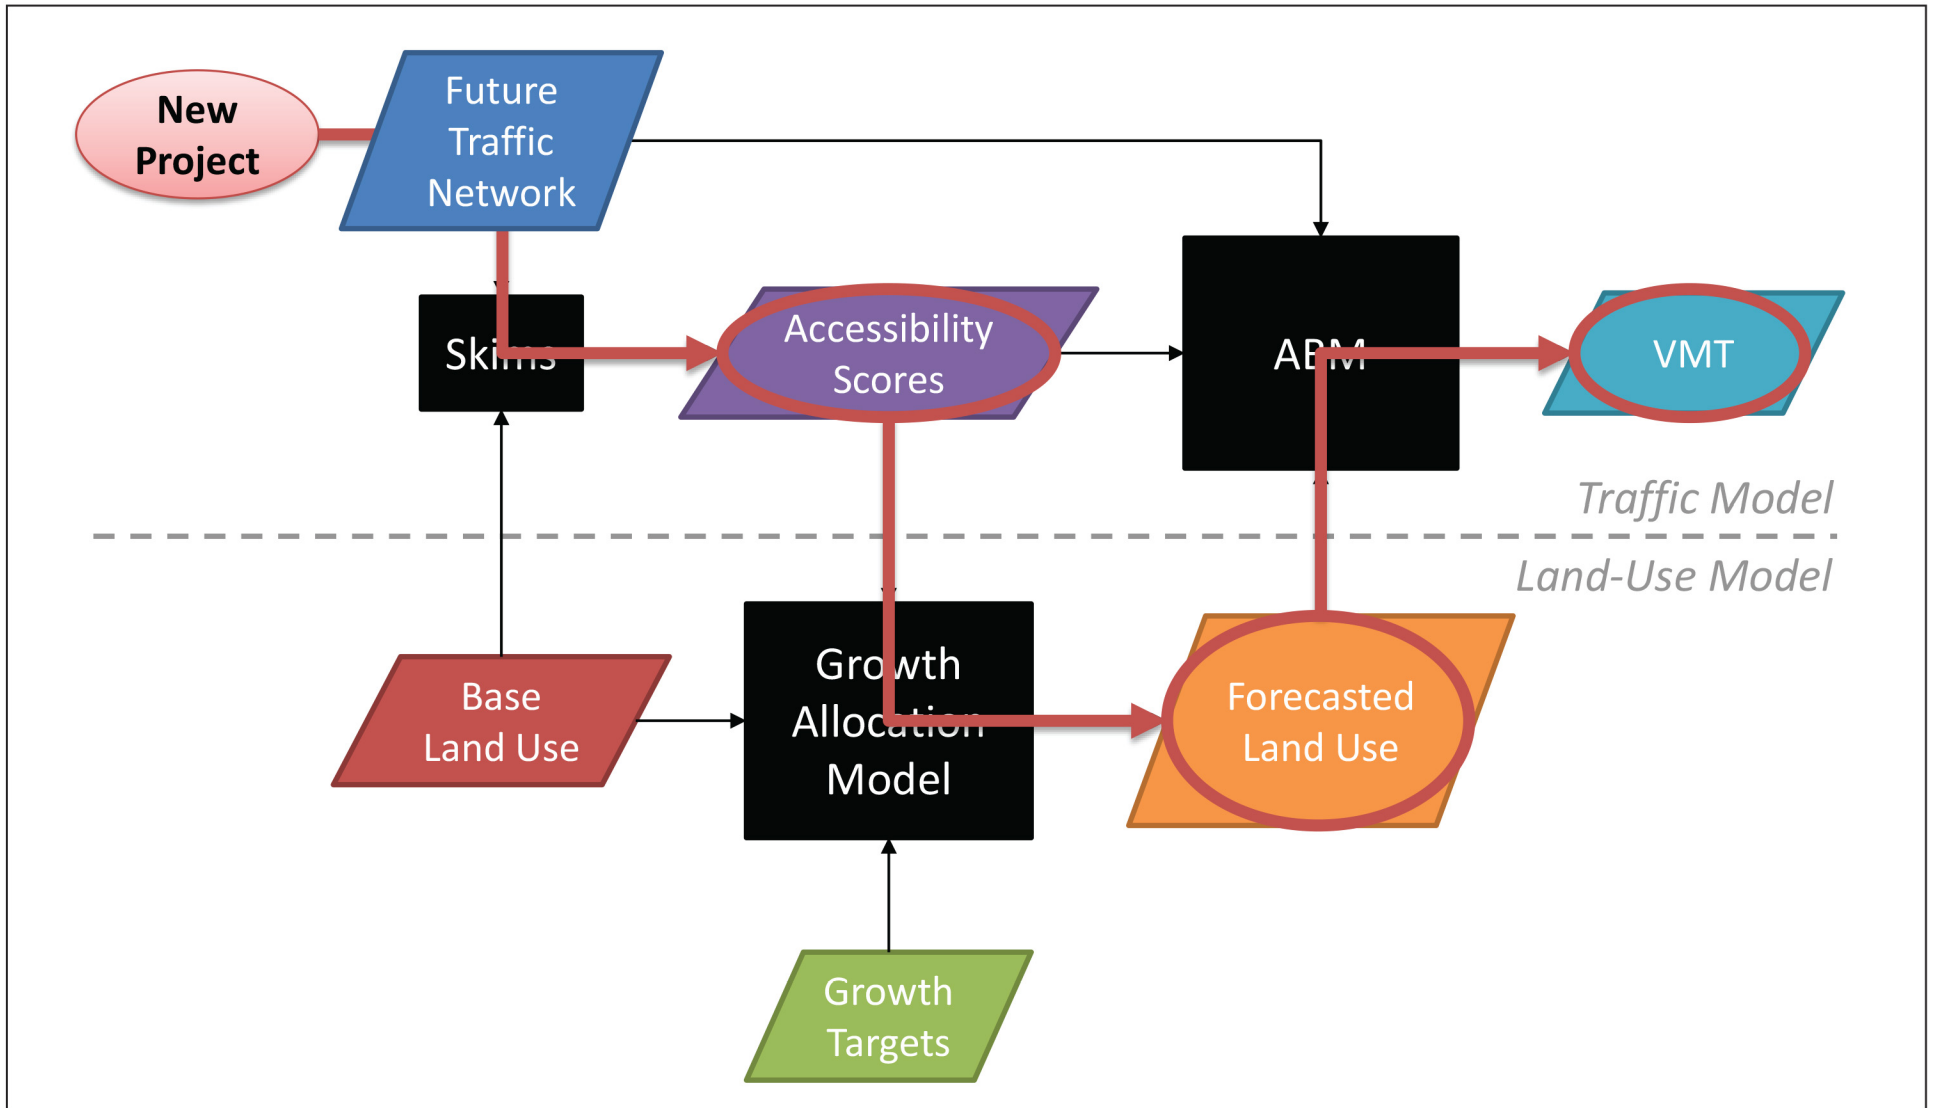 New
Project
Future
Traffic
Network
Skims
Accessibility
Scores
ABM
VMT
Traffic Model
Land-Use Model
Base
Land Use
Growth
Allocation
Model
Forecasted
Land Use
Growth
Targets